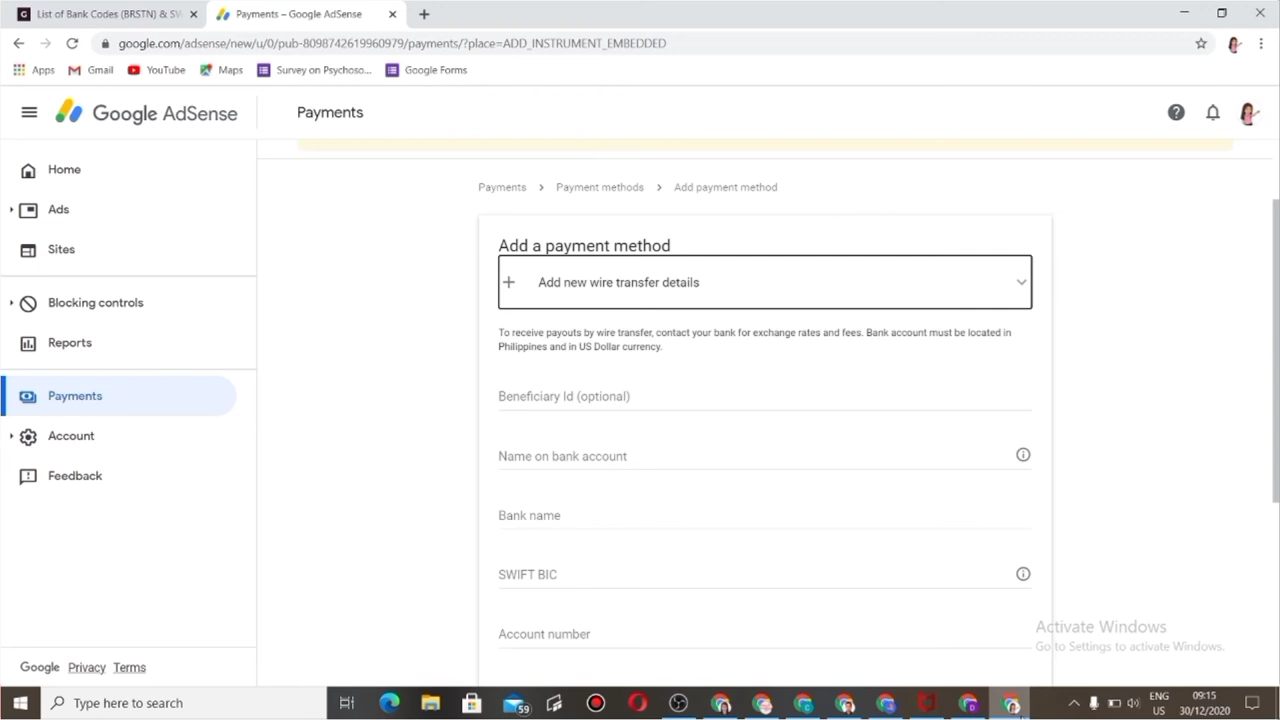 List of Bank Codes (BRSTN) & SV
Payments – Google AdSense
google.com/adsense/new/u/0/pub-8098742619960979/payments/?place=ADD_INSTRUMENT_EMBEDDED
Apps
Gmail
YouTube
Maps
Survey on Psychoso...
Google Forms
Google AdSense
Payments
Home
Ads
Sites
Blocking controls
Reports
Payments
Account
Feedback
Google Privacy Terms
Payments > Payment methods > Add payment method
Add a payment method
+ Add new wire transfer details
To receive payouts by wire transfer, contact your bank for exchange rates and fees. Bank account must be located in
Philippines and in US Dollar currency.
Beneficiary Id (optional)
Name on bank account
Bank name
SWIFT BIC
Account number
Activate Windows
Go to Settings to activate Windows.
Type here to search
59
ENG
US
09:15
30/12/2020